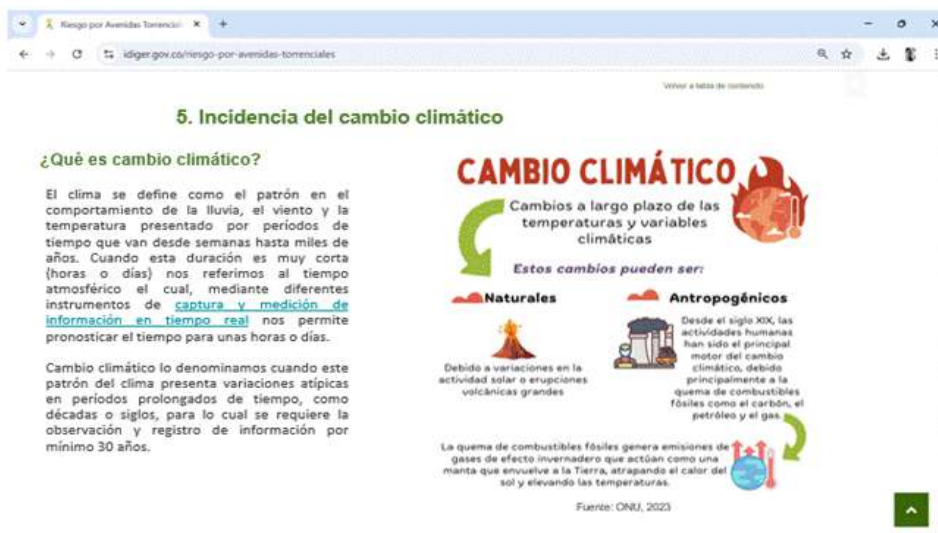 Riesgo por Avenidas Torrencial
idiger.gov.co/riesgo-por-avenidas-torrenciales
Volver a tabla de contenido
5. Incidencia del cambio climático
¿Qué es cambio climático?
El clima se define como el patrón en el
comportamiento de la lluvia, el viento y la
temperatura presentado por períodos de
tiempo que van desde semanas hasta miles de
años. Cuando esta duración es muy corta
(horas o días) nos referimos al tiempo
atmosférico el cual, mediante diferentes
instrumentos de captura y medición de
información en tiempo real nos permite
pronosticar el tiempo para unas horas o días.
Cambio climático lo denominamos cuando este
patrón del clima presenta variaciones atípicas
en períodos prolongados de tiempo, como
décadas o siglos, para lo cual se requiere la
observación y registro de información por
mínimo 30 años.
CAMBIO CLIMÁTICO
Cambios a largo plazo de las
temperaturas y variables
climáticas
Estos cambios pueden ser:
Naturales
Debido a variaciones en la
actividad solar o erupciones
volcánicas grandes
Antropogénicos
Desde el siglo XIX, las
actividades humanas
han sido el principal
motor del cambio
climático, debido
principalmente a la
quema de combustibles
fósiles como el carbón, el
petróleo y el gas.
La quema de combustibles fósiles genera emisiones de
gases de efecto invernadero que actúan como una
manta que envuelve a la Tierra, atrapando el calor del
sol y elevando las temperaturas.
Fuente: ONU, 2023